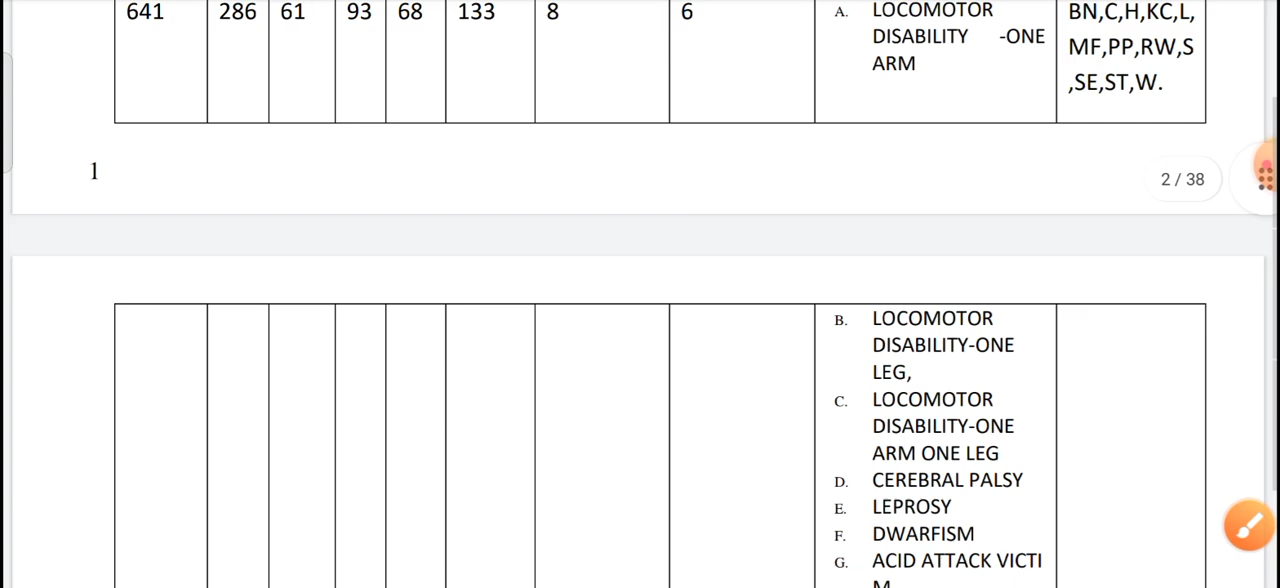 641 286 61 93 68 133 8 6 A. LOCOMOTOR BN,C,H,KC,L,
DISABILITY -ONE MF,PP,RW,S
ARM ,SE,ST,W.
1
2 / 38
B. LOCOMOTOR
DISABILITY-ONE
LEG,
C. LOCOMOTOR
DISABILITY-ONE
ARM ONE LEG
D. CEREBRAL PALSY
E. LEPROSY
F. DWARFISM
G. ACID ATTACK VICTI
M